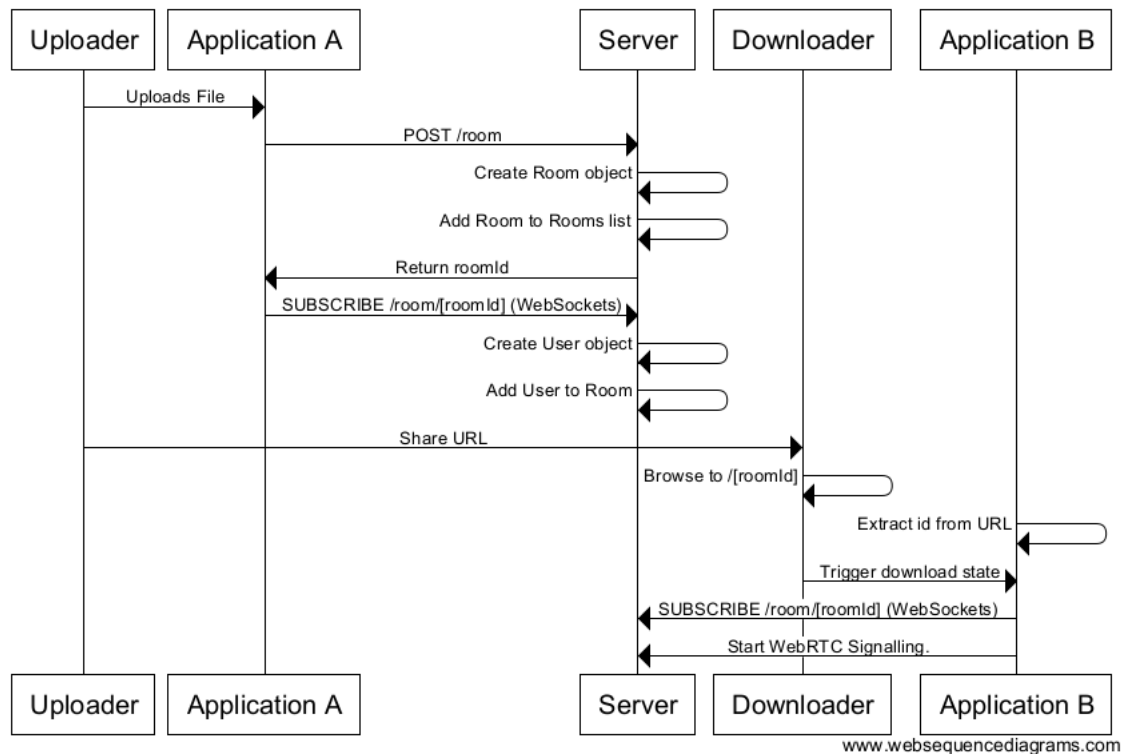 Uploader
Application A
Server
Downloader
Application B
Uploads File
POST /room
Create Room object
Add Room to Rooms list
Return roomId
SUBSCRIBE /room/[roomId] (WebSockets)
Create User object
Add User to Room
Share URL
Browse to /[roomId]
Extract id from URL
Trigger download state
SUBSCRIBE /room/[roomId] (WebSockets)
Start WebRTC Signalling.
Uploader
Application A
Server
Downloader
Application B
www.websequencediagrams.com